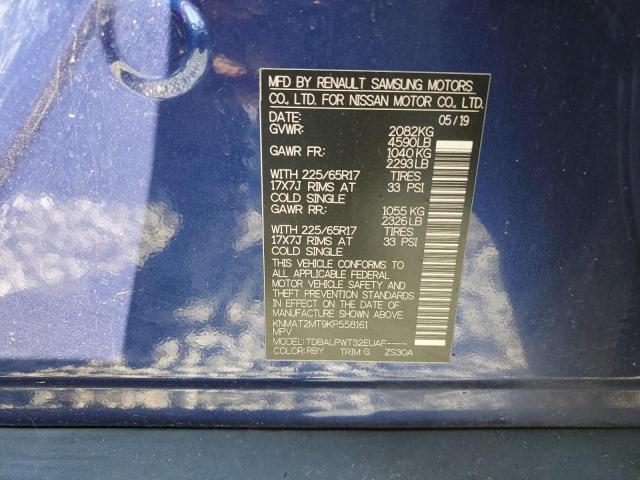 MFD BY RENAULT SAMSUNG MOTORS
CO., LTD. FOR NISSAN MOTOR CO., LTD.
DATE: 05/19
GVWR: 2082KG
4590LB
GAWR FR: 1040KG
2293LB
WITH 225/65R17 TIRES
17X7J RIMS AT 33 PSI
COLD SINGLE
GAWR RR: 1055KG
2326LB
WITH 225/65R17 TIRES
17X7J RIMS AT 33 PSI
COLD SINGLE
THIS VEHICLE CONFORMS TO
ALL APPLICABLE FEDERAL
MOTOR VEHICLE SAFETY AND
THEFT PREVENTION STANDARDS
IN EFFECT ON THE DATE OF
MANUFACTURE SHOWN ABOVE.
KNMAT2MT9KP558161
MPV
MODEL: TDBALPWT32EUAF-----
COLOR: RBY TRIM: G ZS30A